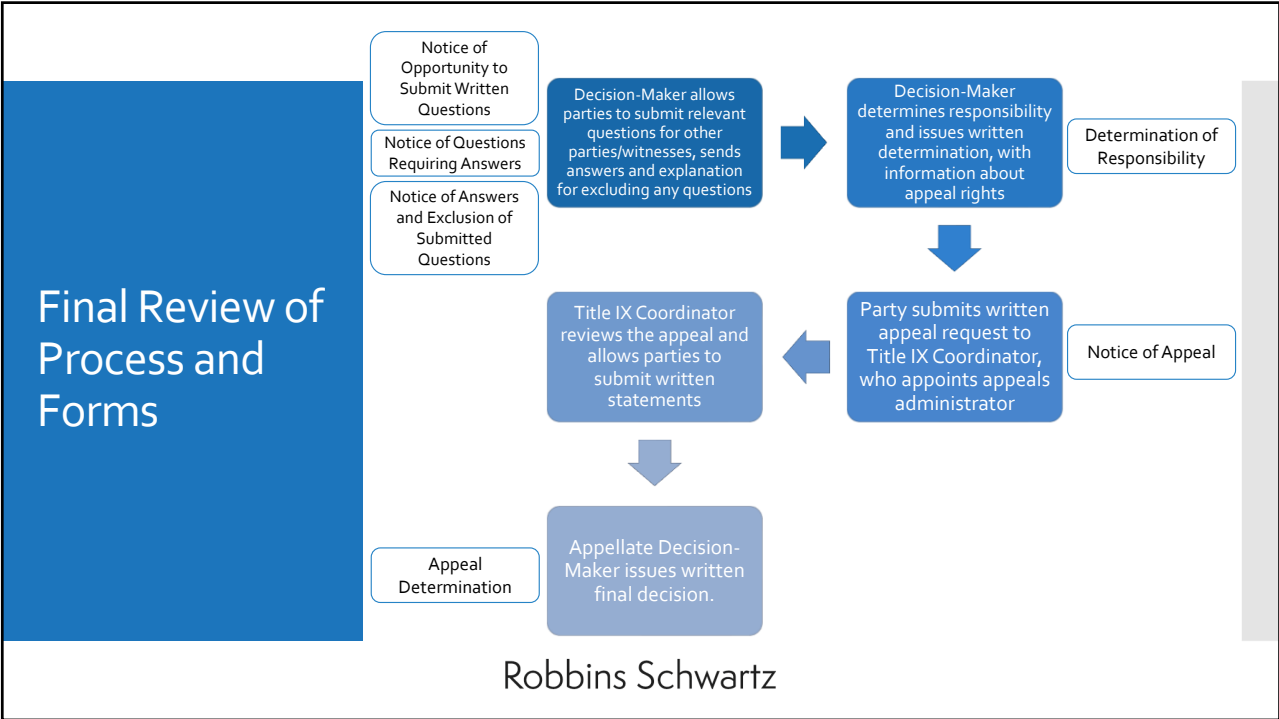 Final Review of
Process and
Forms
Notice of
Opportunity to
Submit Written
Questions
Notice of Questions
Requiring Answers
Notice of Answers
and Exclusion of
Submitted
Questions
Decision-Maker allows
parties to submit relevant
questions for other
parties/witnesses, sends
answers and explanation
for excluding any questions
Decision-Maker
determines responsibility
and issues written
determination, with
information about
appeal rights
Determination of
Responsibility
Party submits written
appeal request to
Title IX Coordinator,
who appoints appeals
administrator
Notice of Appeal
Title IX Coordinator
reviews the appeal and
allows parties to
submit written
statements
Appellate Decision-
Maker issues written
final decision.
Appeal
Determination
Robbins Schwartz